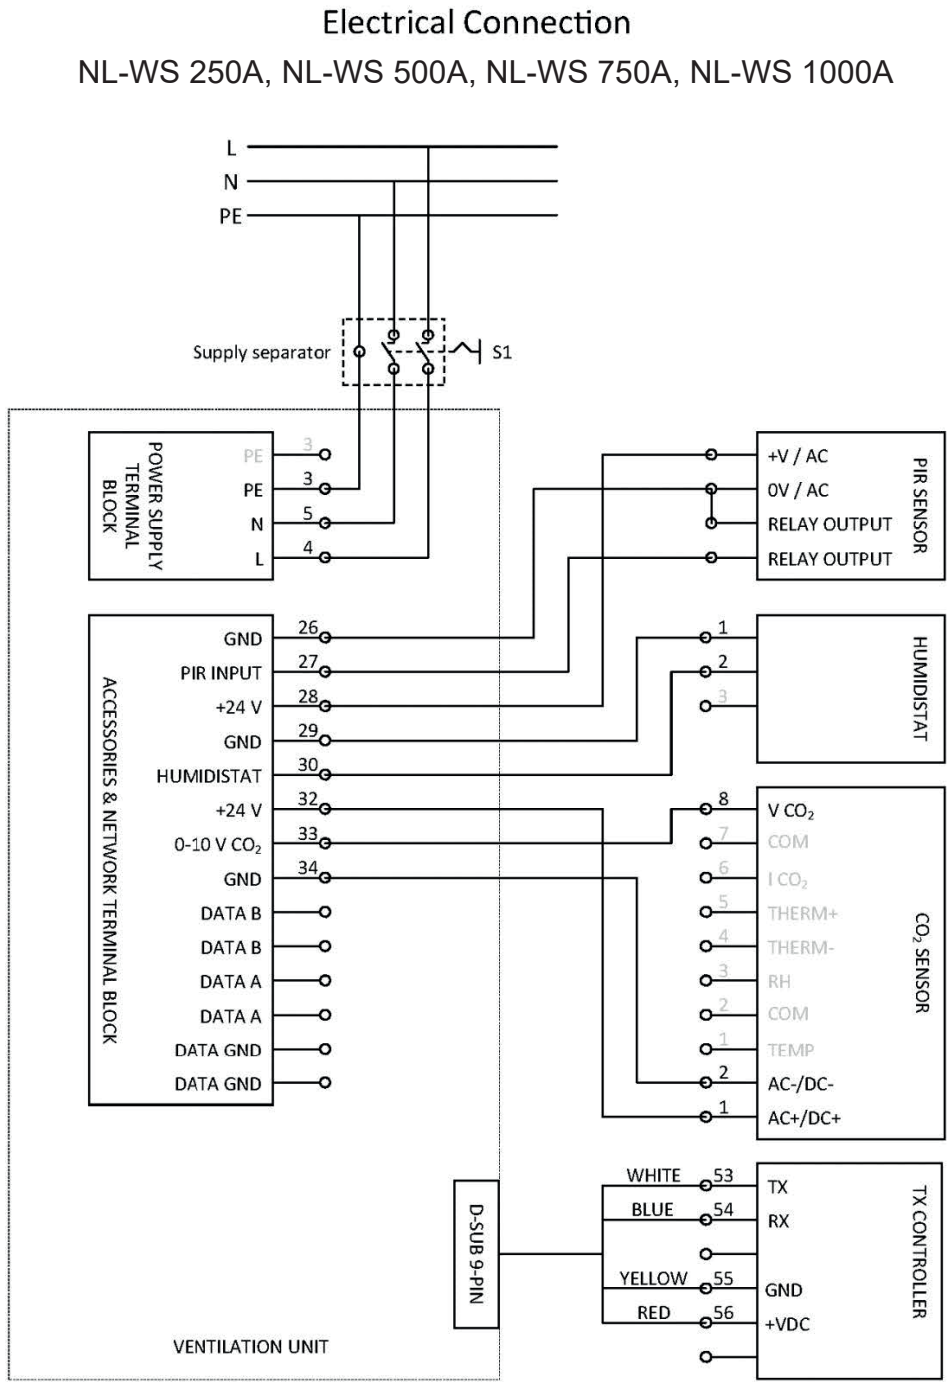 Electrical Connection
NL-WS 250A, NL-WS 500A, NL-WS 750A, NL-WS 1000A
L
N
PE
Supply separator
S1
POWER SUPPLY
TERMINAL
BLOCK
PE 3
PE 3
N 5
L 4
+V / AC
0V / AC
RELAY OUTPUT
RELAY OUTPUT
PIR SENSOR
ACCESSORIES & NETWORK TERMINAL BLOCK
GND 26
PIR INPUT 27
+24 V 28
GND 29
HUMIDISTAT 30
+24 V 32
0-10 V CO₂ 33
GND 34
DATA B
DATA B
DATA A
DATA A
DATA GND
DATA GND
1
2
3
HUMIDISTAT
8 V CO₂
7 COM
6 I CO₂
5 THERM+
4 THERM-
3 RH
2 COM
1 TEMP
2 AC-/DC-
1 AC+/DC+
CO₂ SENSOR
D-SUB 9-PIN
WHITE 53 TX
BLUE 54 RX
YELLOW 55 GND
RED 56 +VDC
TX CONTROLLER
VENTILATION UNIT